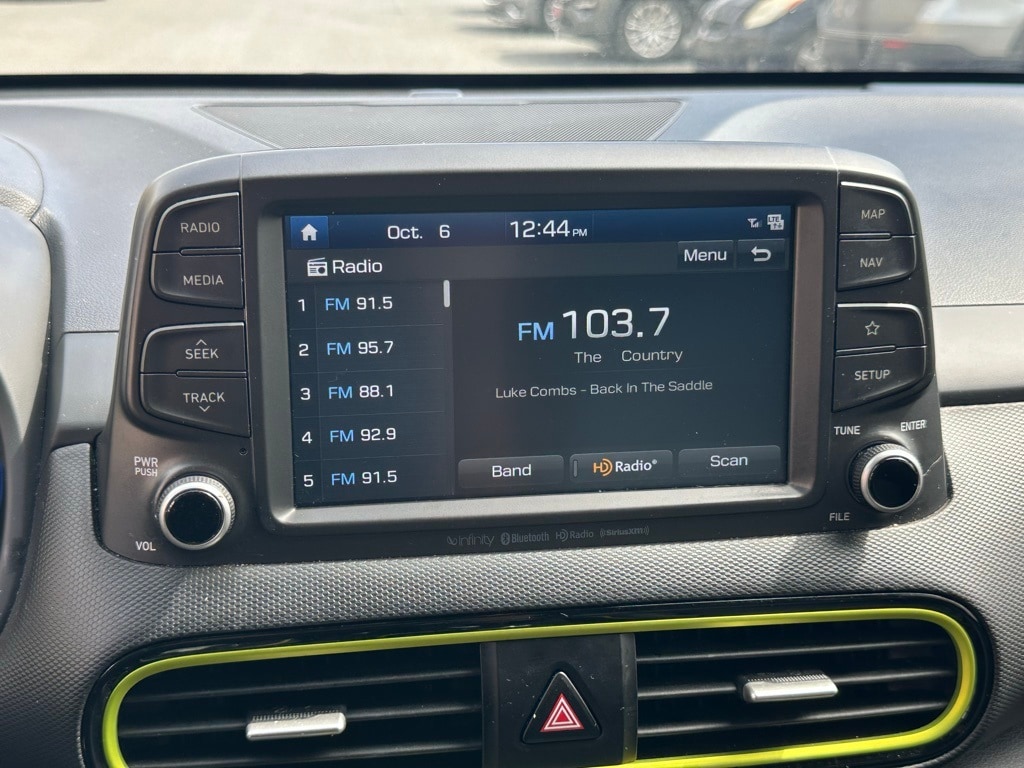 RADIO
MEDIA
SEEK
TRACK
PWR
PUSH
VOL
Oct. 6 12:44PM LTE
Radio Menu
1 FM 91.5
2 FM 95.7
3 FM 88.1
4 FM 92.9
5 FM 91.5
FM 103.7
The Country
Luke Combs - Back In The Saddle
Band HD Radio® Scan
Infinity Bluetooth HD Radio ((SiriusXM))
MAP
NAV
SETUP
TUNE ENTER
FILE